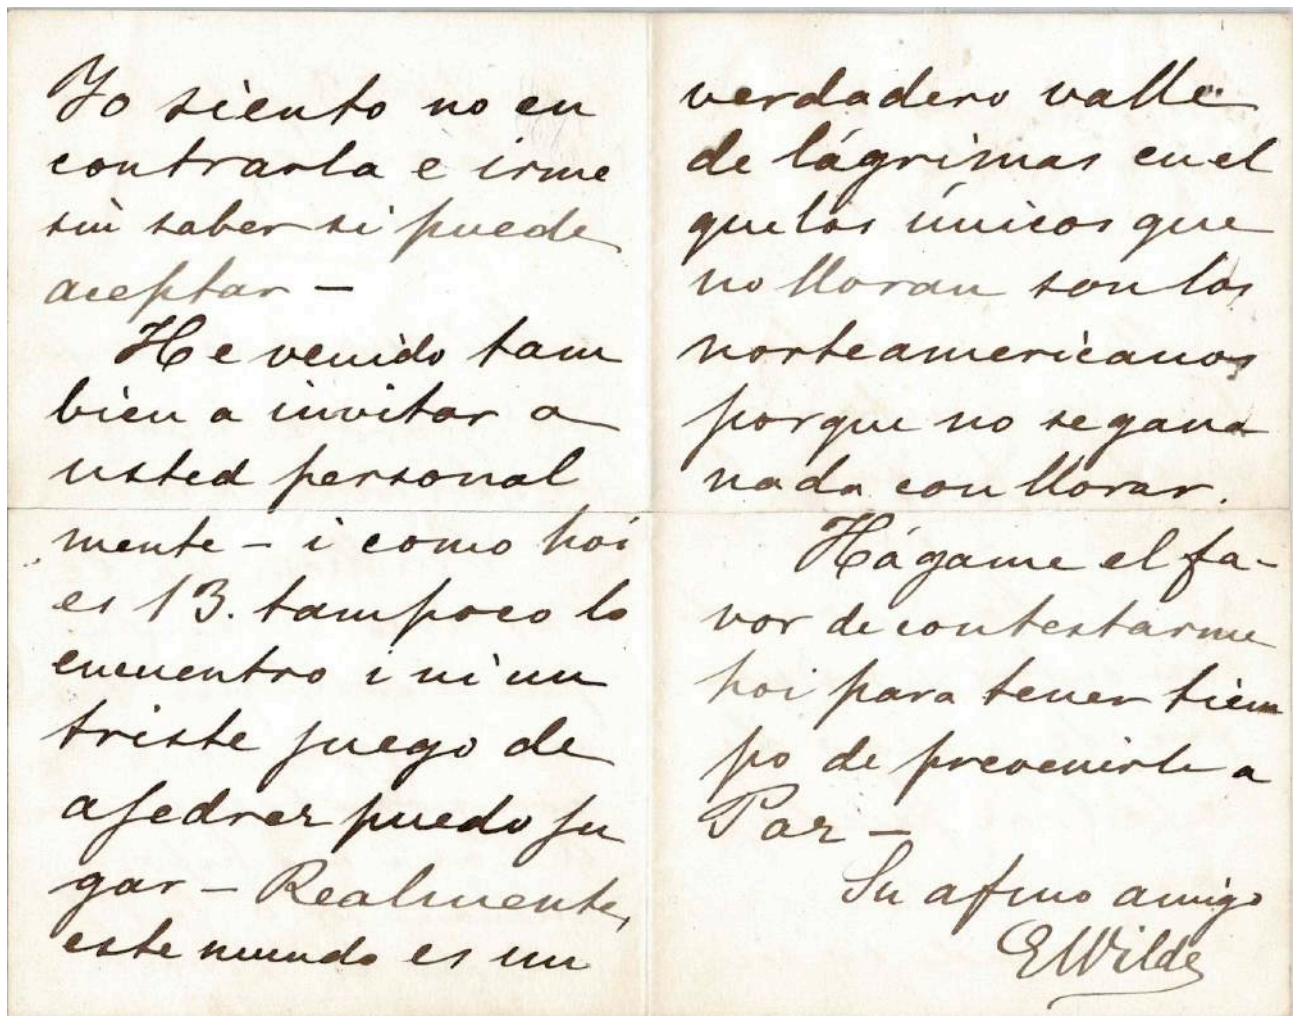 Yo siento no en
contrarla e irme
sin saber si puede
aceptar —
He venido tam
bien a invitar a
usted personal
mente — i como hoi
es 13. tampoco lo
encuentro i ni un
triste juego de
ajedrez puedo ju
gar — Realmente,
este mundo es un
verdadero valle
de lágrimas en el
que los únicos que
no lloran son los
norteamericanos
porque no se gana
nada con llorar.
Hágame el fa-
vor de contestarme
hoi para tener tiem
po de prevenirle a
Paz —
Su afmo amigo
EWilde